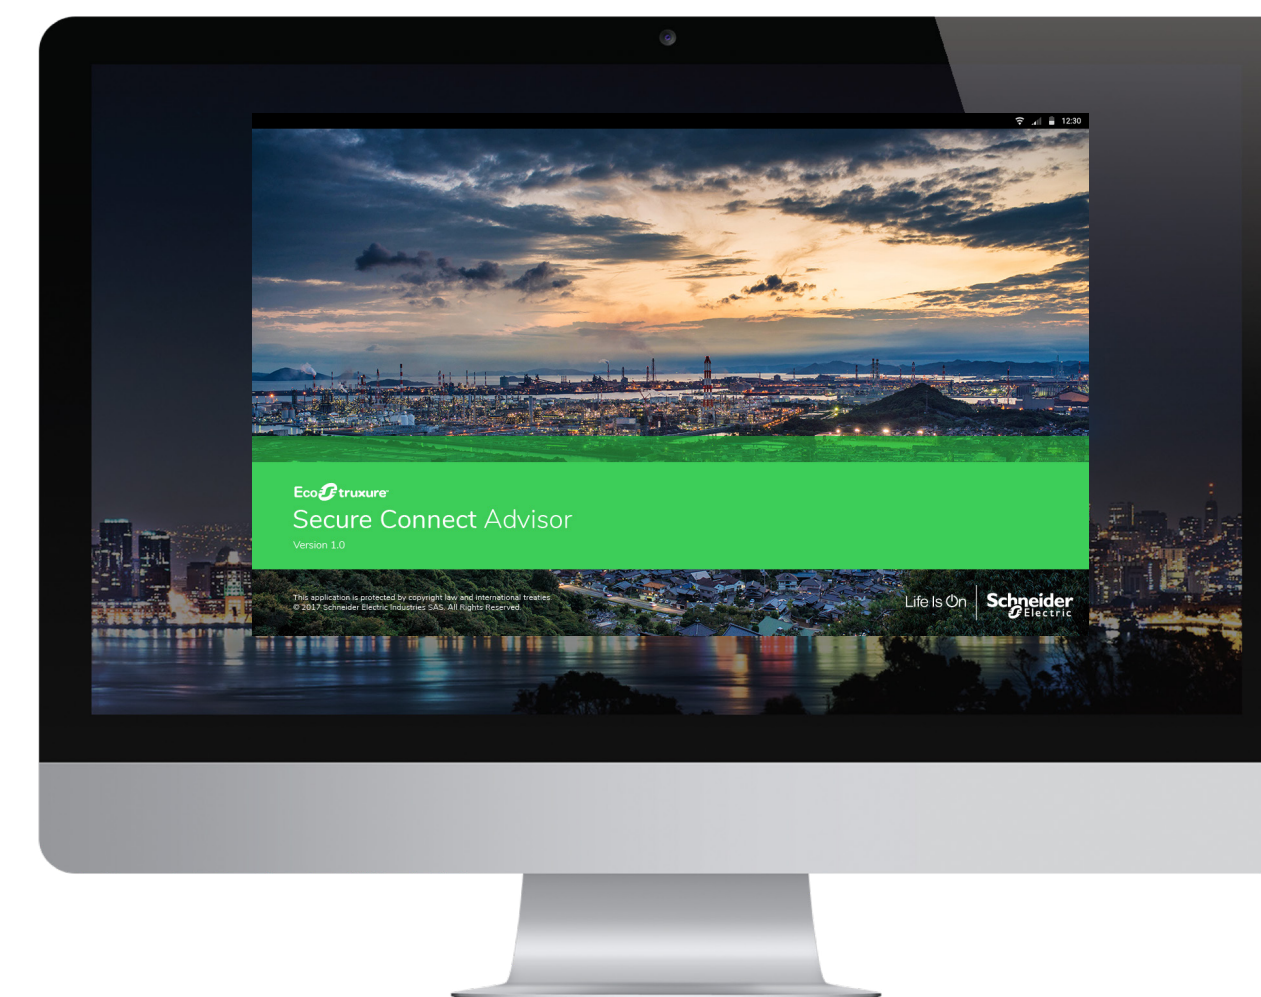 12:30
EcoStruxure™
Secure Connect Advisor
Version 1.0
This application is protected by copyright law and international treaties
© 2017 Schneider Electric Industries SAS. All Rights Reserved.
Life Is On
Schneider
Electric